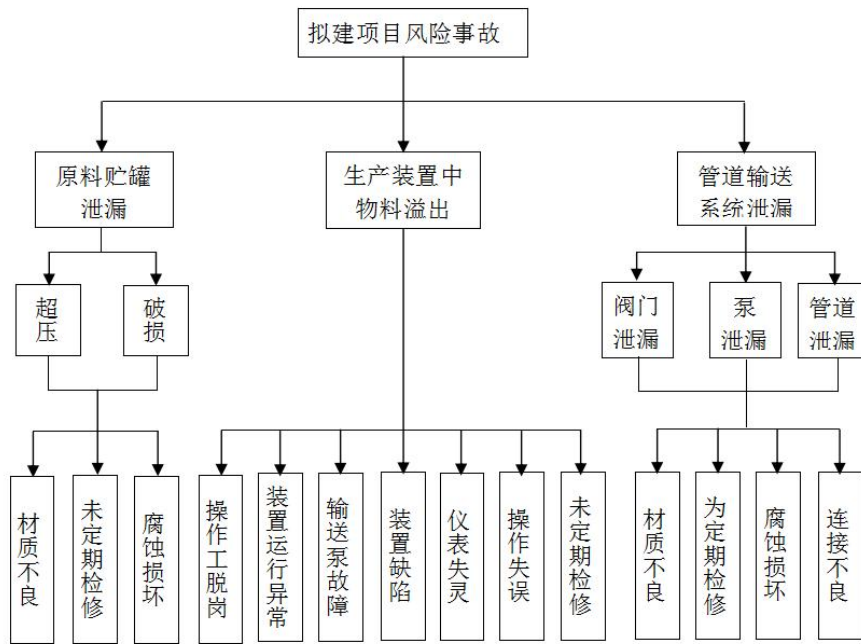 拟建项目风险事故
原料贮罐
泄漏
生产装置中
物料溢出
管道输送
系统泄漏
超压
破损
阀门
泄漏
泵
泄漏
管道
泄漏
材质不良
未定期检修
腐蚀损坏
操作工脱岗
装置运行异常
输送泵故障
装置缺陷
仪表失灵
操作失误
未定期检修
材质不良
为定期检修
腐蚀损坏
连接不良